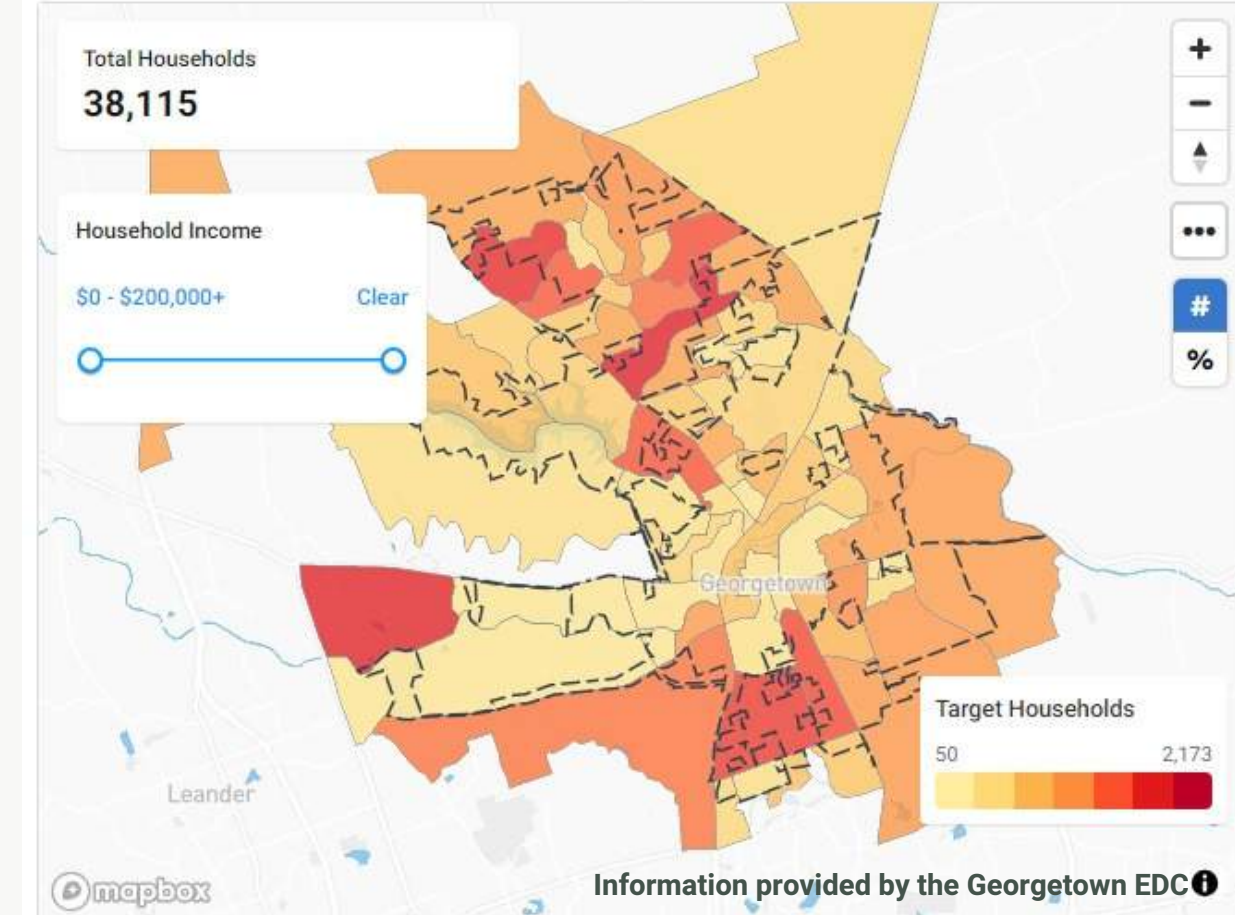 Total Households
38,115
Household Income
$0 - $200,000+
Clear
+
−
•••
#
%
Georgetown
Leander
Target Households
50
2,173
mapbox
Information provided by the Georgetown EDC